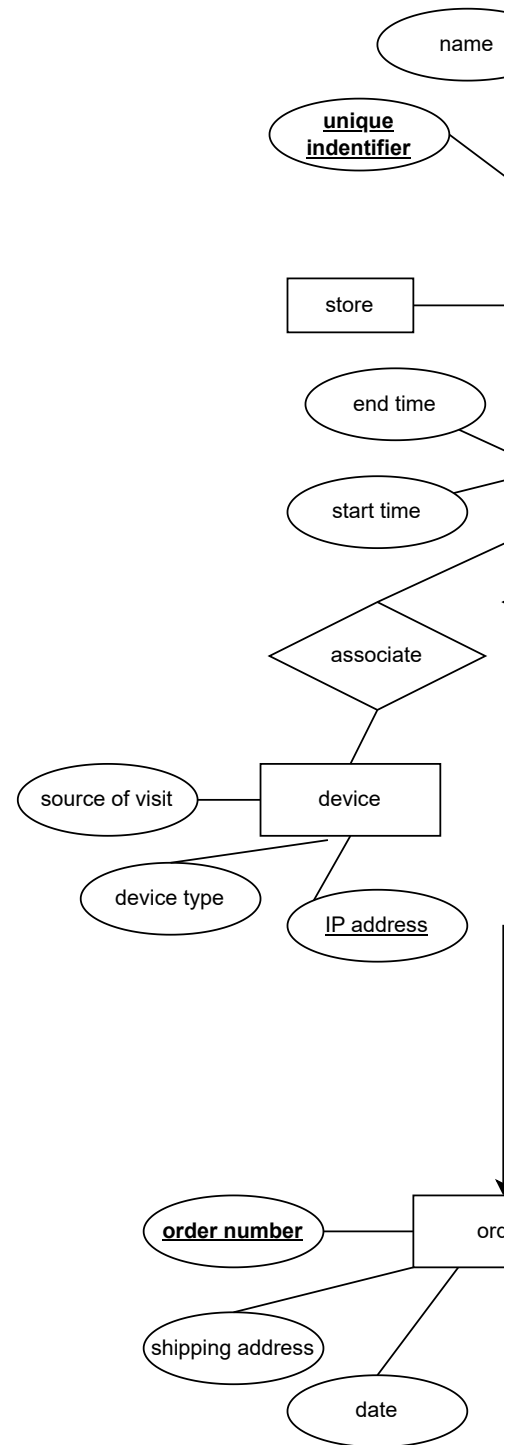 name
unique
indentifier
store
end time
start time
associate
source of visit
device
device type
IP address
order number
shipping address
date